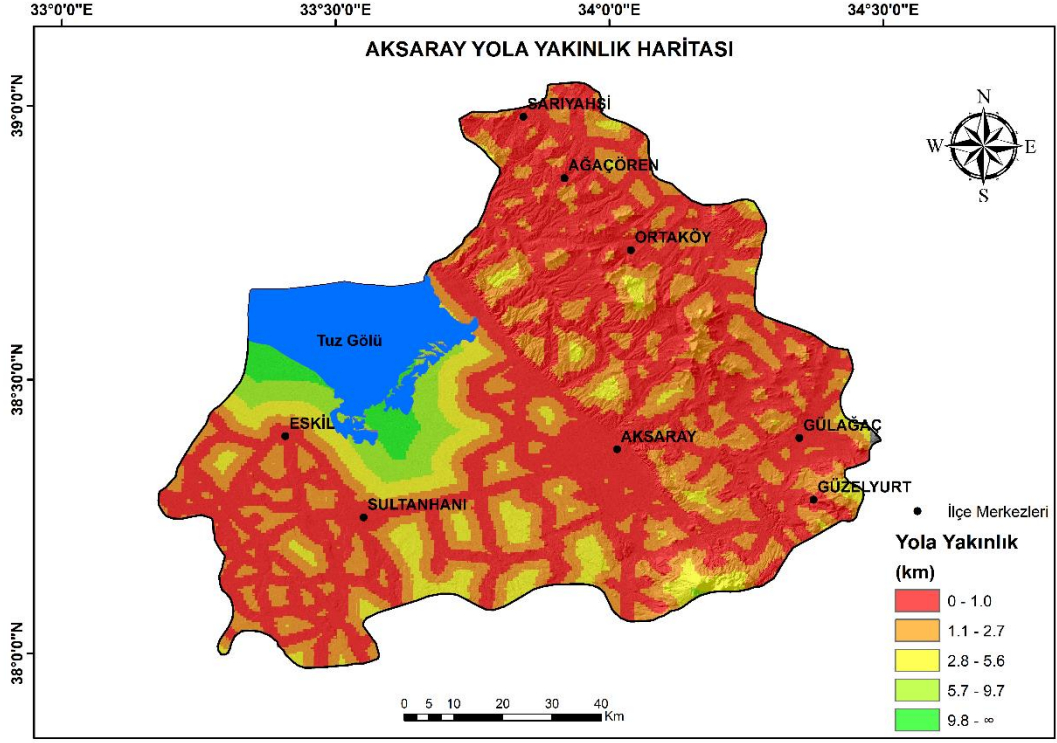 33°0'0"E
33°30'0"E
34°0'0"E
34°30'0"E
AKSARAY YOLA YAKINLIK HARİTASI
39°0'0"N
38°30'0"N
38°0'0"N
N
W
E
S
SARIYAHŞİ
AĞAÇÖREN
ORTAKÖY
Tuz Gölü
ESKİL
AKSARAY
GÜLAĞAÇ
SULTANHANI
GÜZELYURT
İlçe Merkezleri
Yola Yakınlık
(km)
0 - 1.0
1.1 - 2.7
2.8 - 5.6
5.7 - 9.7
9.8 - ∞
0 5 10 20 30 40
Km